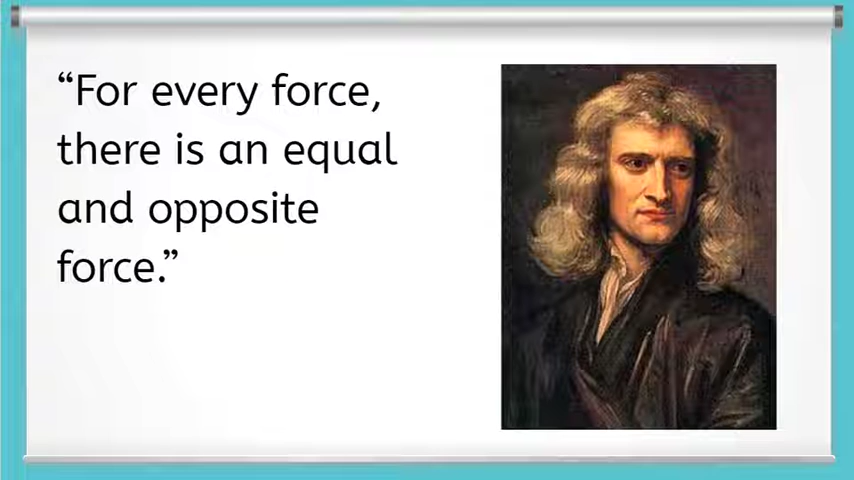 “For every force,
there is an equal
and opposite
force.”